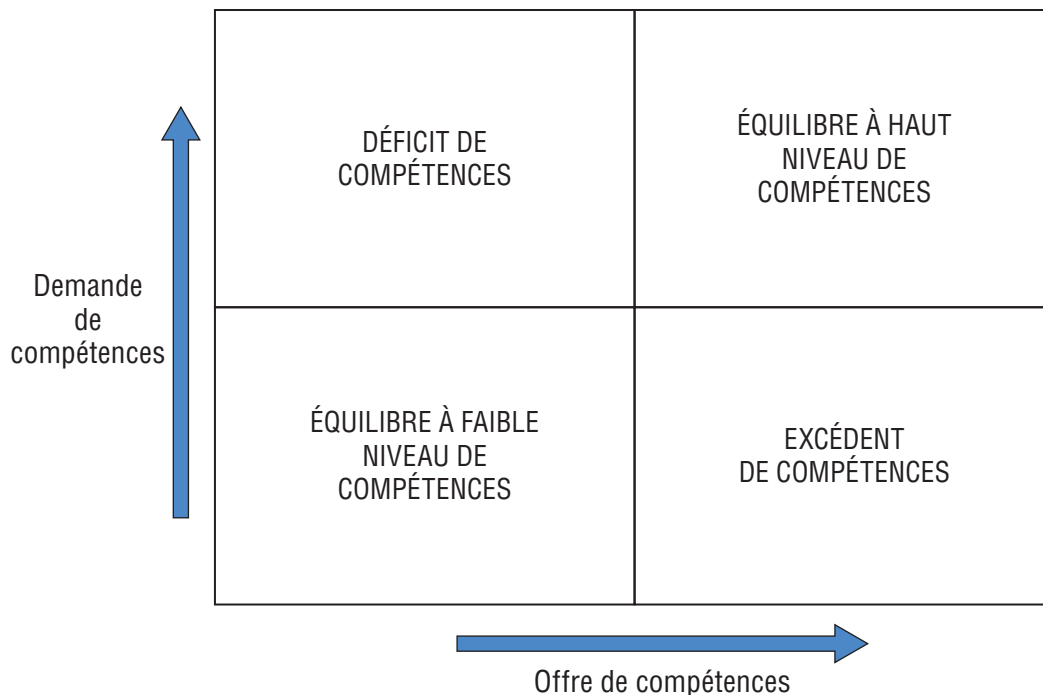 DÉFICIT DE
COMPÉTENCES
ÉQUILIBRE À HAUT
NIVEAU DE
COMPÉTENCES
Demande
de
compétences
ÉQUILIBRE À FAIBLE
NIVEAU DE
COMPÉTENCES
EXCÉDENT
DE COMPÉTENCES
Offre de compétences